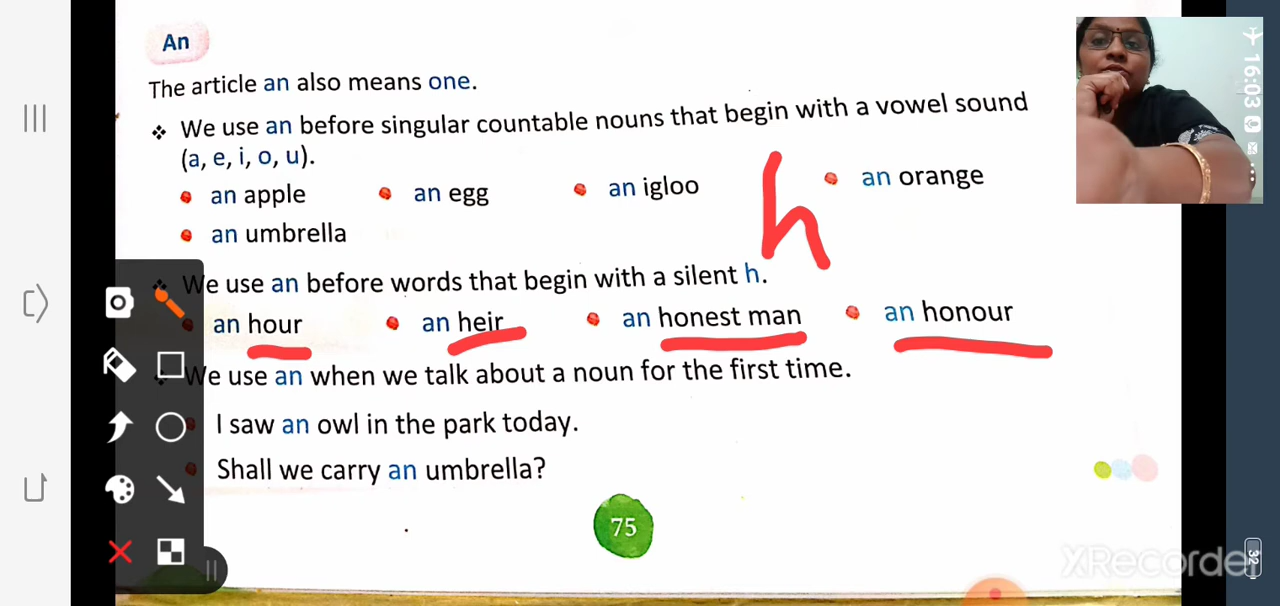 An
The article an also means one.
❖ We use an before singular countable nouns that begin with a vowel sound
(a, e, i, o, u).
• an apple • an egg • an igloo • an orange
• an umbrella
h
We use an before words that begin with a silent h.
an hour • an heir • an honest man • an honour
We use an when we talk about a noun for the first time.
I saw an owl in the park today.
Shall we carry an umbrella?
75
16:03
32
XRecorder